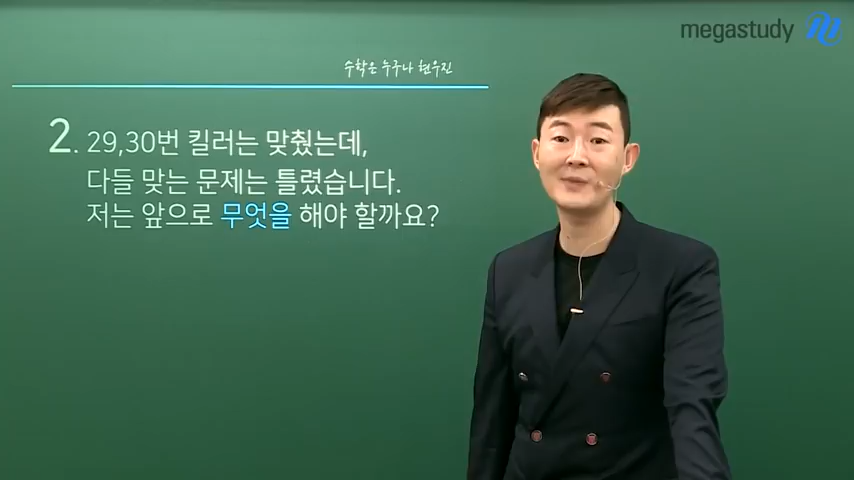 megastudy
수학은 누구나 현우진
2. 29,30번 킬러는 맞췄는데,
다들 맞는 문제는 틀렸습니다.
저는 앞으로 무엇을 해야 할까요?